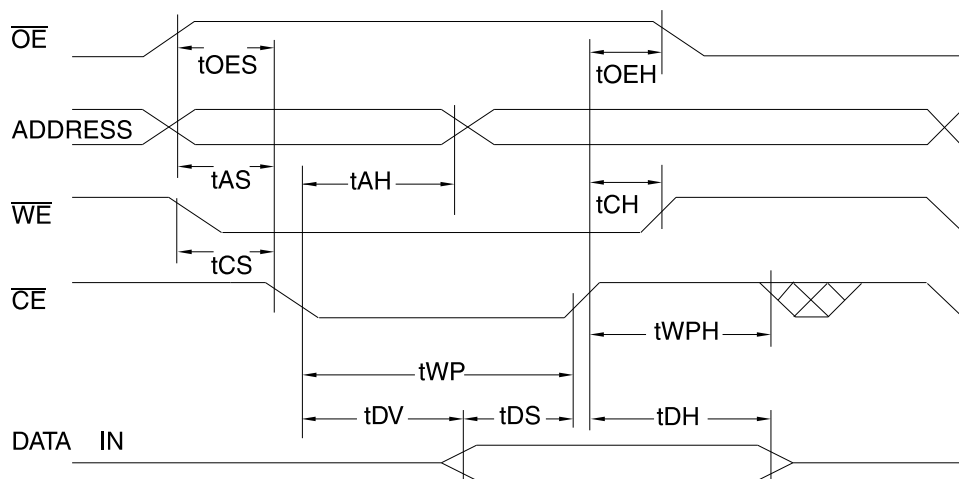 OE
tOES
tOEH
ADDRESS
tAS
tAH
tCH
WE
tCS
CE
tWPH
tWP
tDV
tDS
tDH
DATA IN